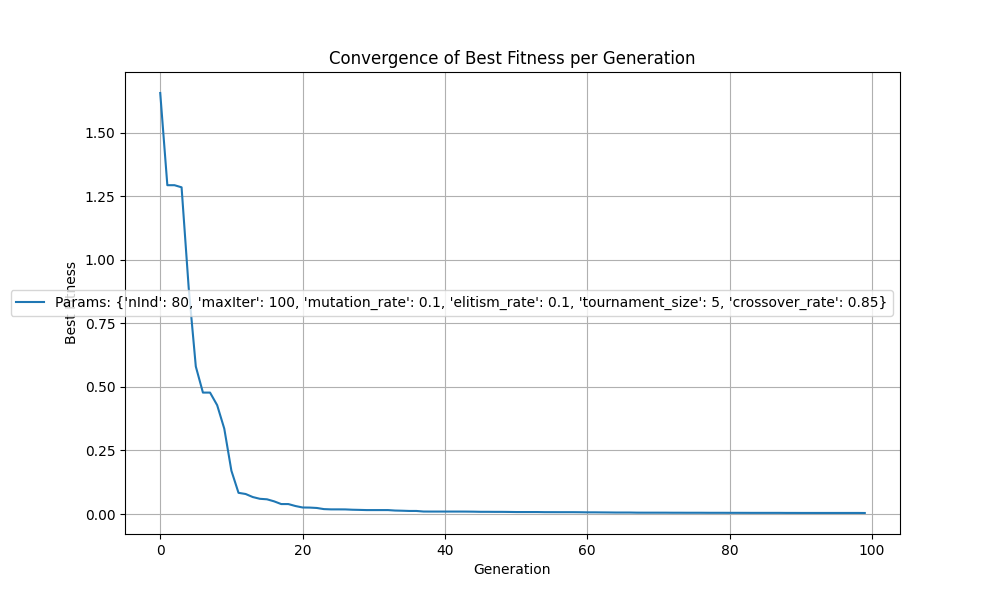 Convergence of Best Fitness per Generation
1.50
1.25
1.00
0.75
0.50
0.25
0.00
Best
Params: {'nInd': 80, 'maxIter': 100, 'mutation_rate': 0.1, 'elitism_rate': 0.1, 'tournament_size': 5, 'crossover_rate': 0.85}
0 20 40 60 80 100
Generation